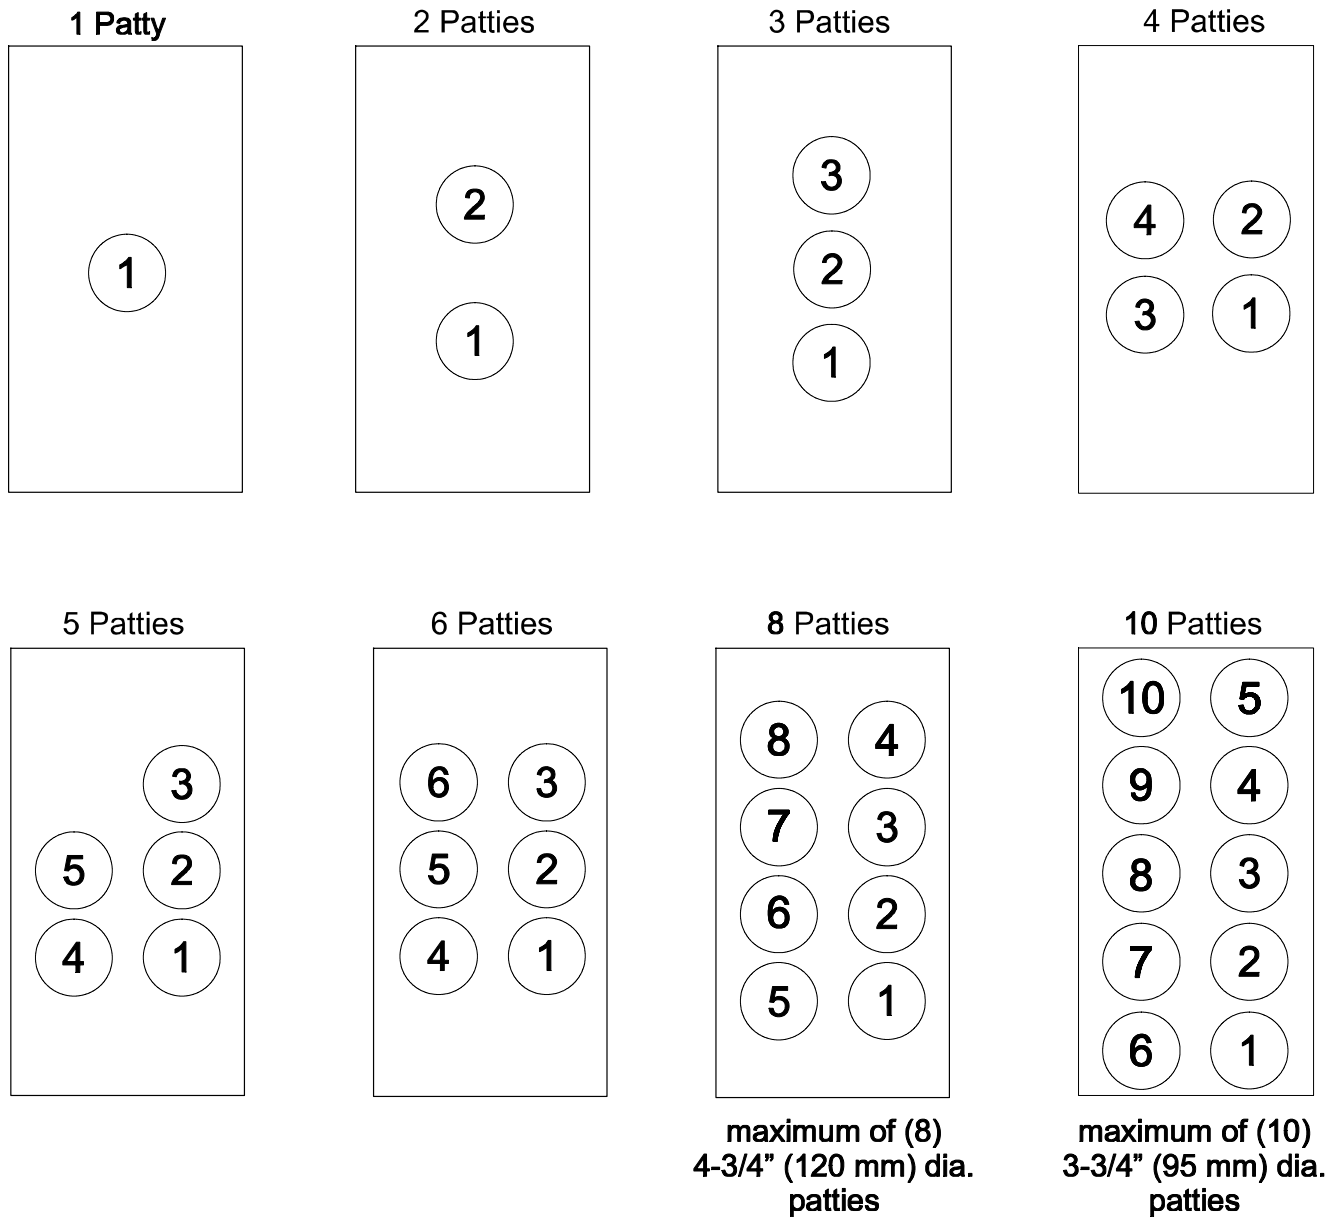 1 Patty
2 Patties
3 Patties
4 Patties
1
2
1
3
2
1
4 2
3 1
5 Patties
6 Patties
8 Patties
10 Patties
3
5 2
4 1
6 3
5 2
4 1
8 4
7 3
6 2
5 1
10 5
9 4
8 3
7 2
6 1
maximum of (8)
4-3/4” (120 mm) dia.
patties
maximum of (10)
3-3/4” (95 mm) dia.
patties